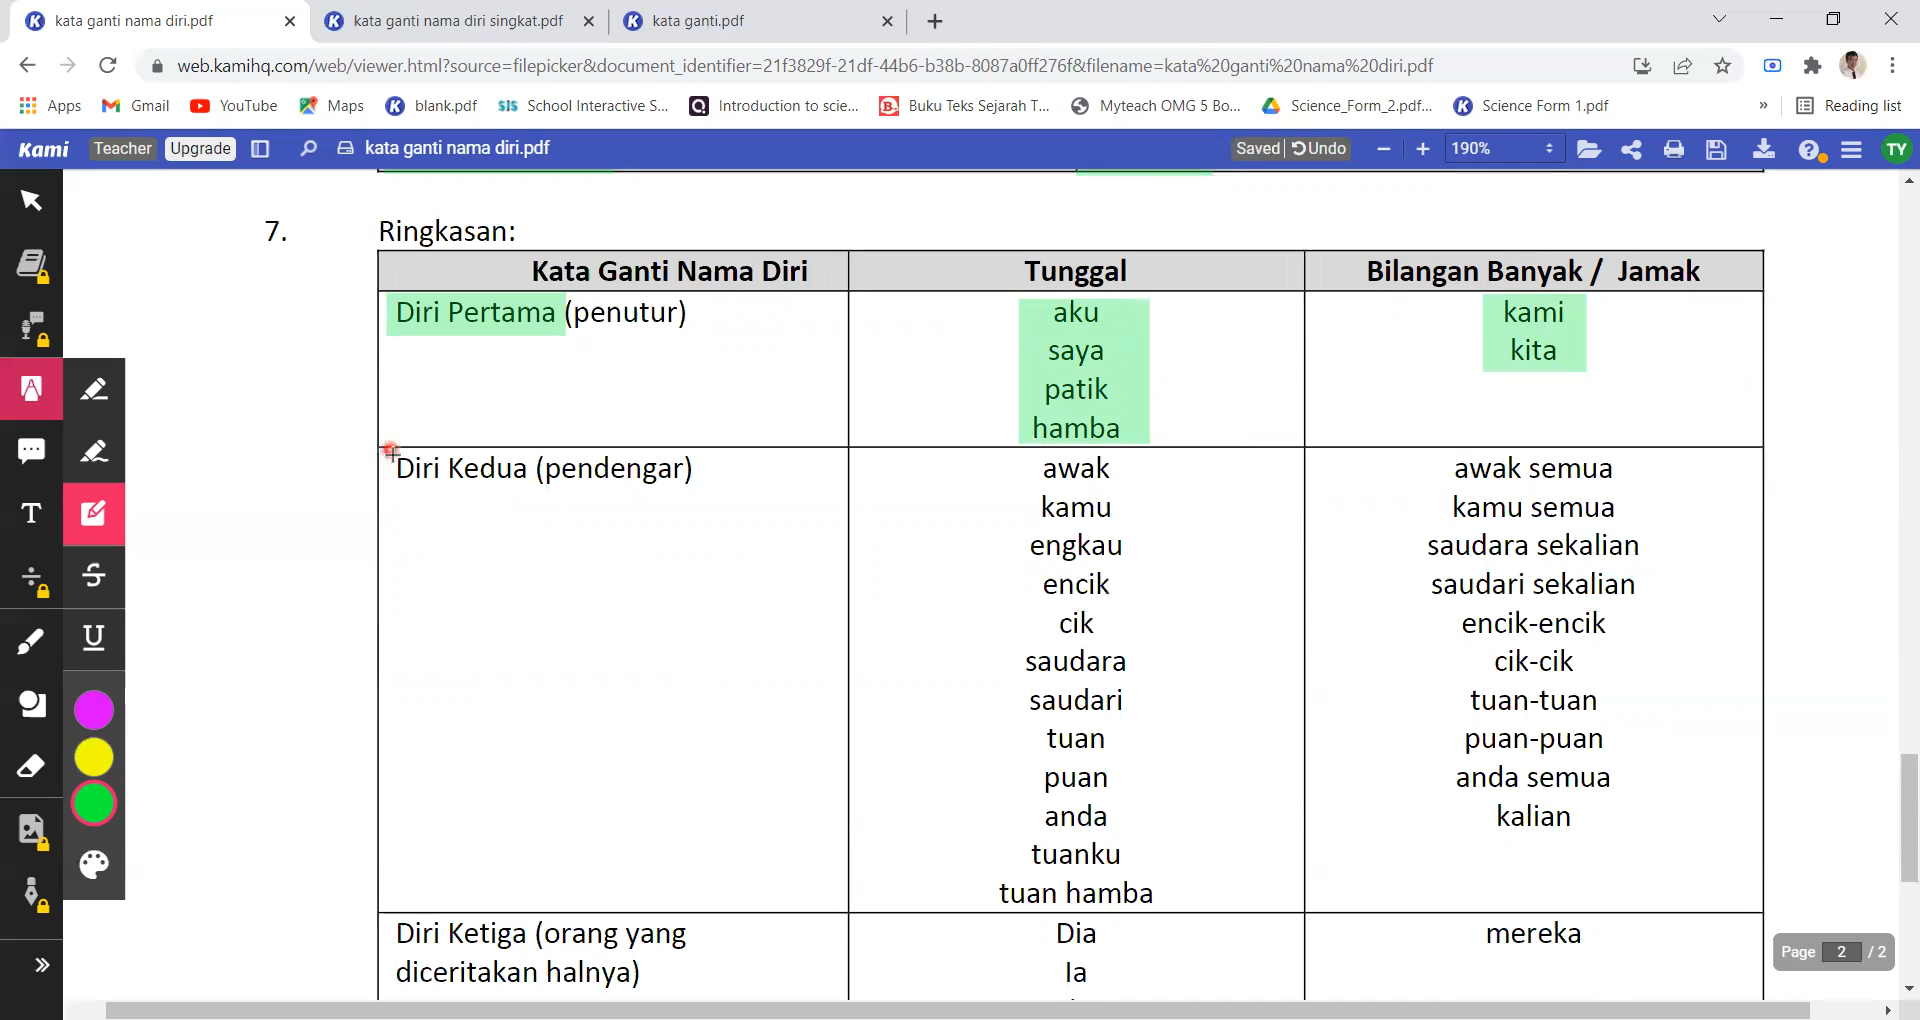 kata ganti nama diri.pdf
kata ganti nama diri singkat.pdf
kata ganti.pdf
web.kamihq.com/web/viewer.html?source=filepicker&document_identifier=21f3829f-21df-44b6-b38b-8087a0ff276f&filename=kata%20ganti%20nama%20diri.pdf
Apps Gmail YouTube Maps blank.pdf SIS School Interactive S... Introduction to scie... Buku Teks Sejarah T... Myteach OMG 5 Bo... Science_Form_2.pdf... Science Form 1.pdf » Reading list
Kami Teacher Upgrade kata ganti nama diri.pdf Saved Undo 190% TY
7. Ringkasan:
Kata Ganti Nama Diri Tunggal Bilangan Banyak / Jamak
Diri Pertama (penutur) aku kami
saya kita
patik
hamba
Diri Kedua (pendengar) awak awak semua
kamu kamu semua
engkau saudara sekalian
encik saudari sekalian
cik encik-encik
saudara cik-cik
saudari tuan-tuan
tuan puan-puan
puan anda semua
anda kalian
tuanku
tuan hamba
Diri Ketiga (orang yang Dia mereka
diceritakan halnya) Ia
Page 2 / 2